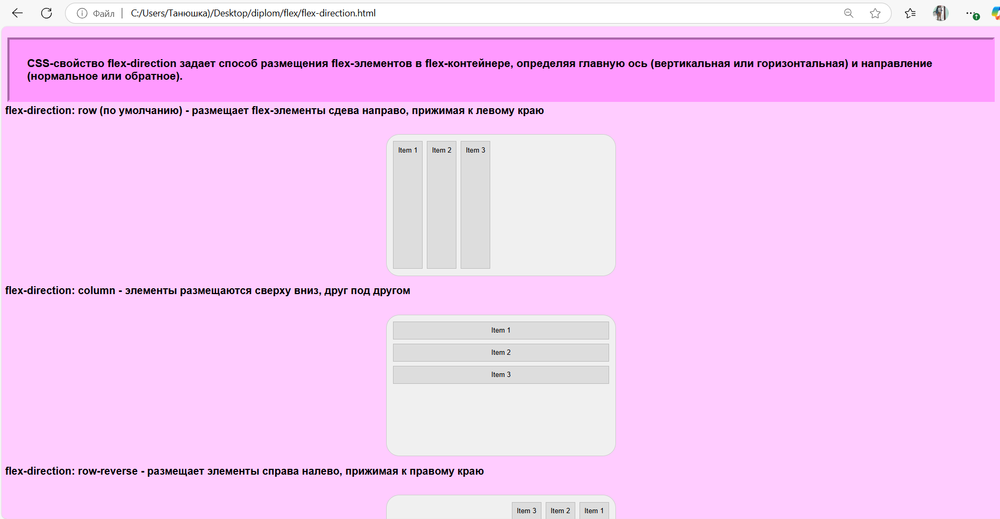 Файл
C:/Users/Танюшка)/Desktop/diplom/flex/flex-direction.html
CSS-свойство flex-direction задает способ размещения flex-элементов в flex-контейнере, определяя главную ось (вертикальная или горизонтальная) и направление
(нормальное или обратное).
flex-direction: row (по умолчанию) - размещает flex-элементы сдева направо, прижимая к левому краю
Item 1
Item 2
Item 3
flex-direction: column - элементы размещаются сверху вниз, друг под другом
Item 1
Item 2
Item 3
flex-direction: row-reverse - размещает элементы справа налево, прижимая к правому краю
Item 3
Item 2
Item 1